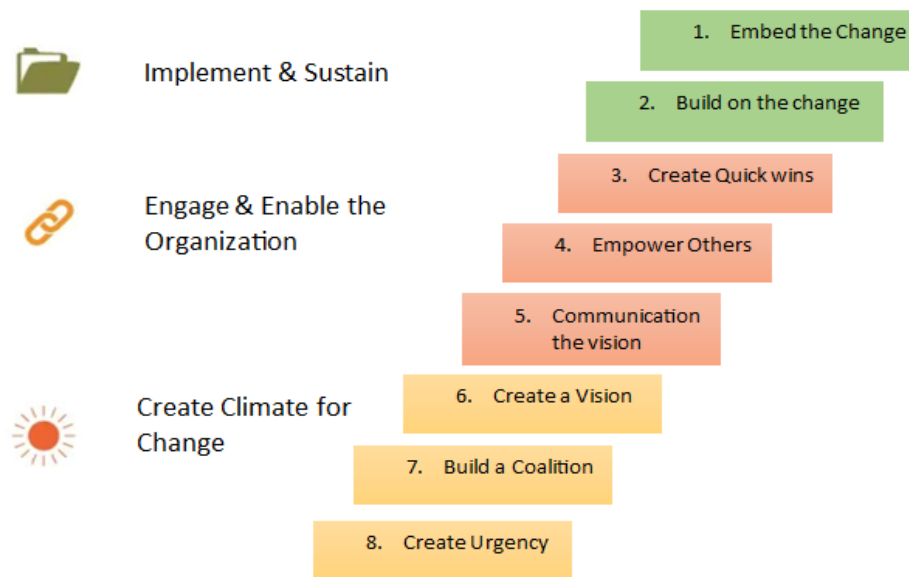 1. Embed the Change
Implement & Sustain
2. Build on the change
3. Create Quick wins
Engage & Enable the
Organization
4. Empower Others
5. Communication
the vision
6. Create a Vision
Create Climate for
Change
7. Build a Coalition
8. Create Urgency